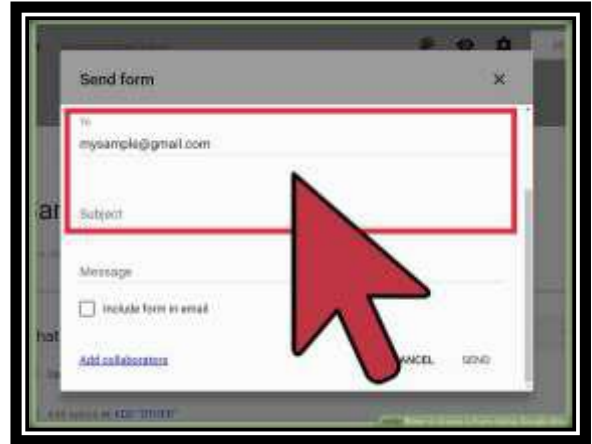 Send form
To
mysample@gmail.com
Subject
Message
Include form in email
Add collaborators
SEND